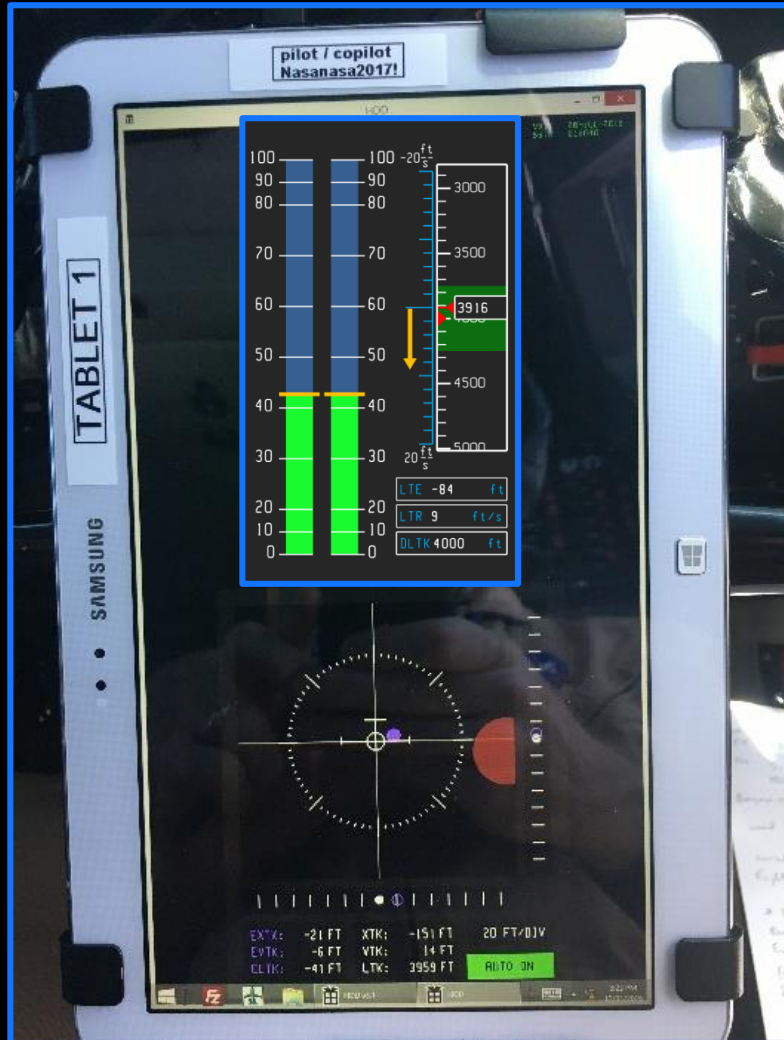 pilot / copilot
Nasanasa2017!
HDD
TABLET 1
SAMSUNG
100 100 -20 ft/s
90 90
80 80 3000
70 70 3500
60 60 3916
50 50
4500
40 40
30 30 5000
20 ft/s
20 20
10 10
0 0
LTE -84 ft
LTR 9 ft/s
DLTK 4000 ft
EXTK: -21 FT XTK: -151 FT 20 FT/DIV
EVTK: -6 FT VTK: 14 FT
ELTK: -41 FT LTK: 3959 FT AUTO ON
FZ HDD